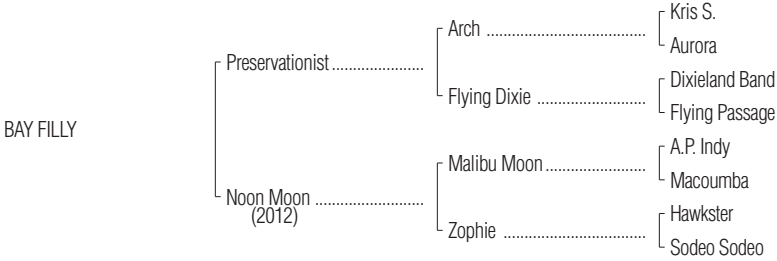 Kris S.
Arch ......................................
Aurora
Preservationist ......................
Dixieland Band
Flying Dixie ..........................
Flying Passage
BAY FILLY
A.P. Indy
Malibu Moon ........................
Macoumba
Noon Moon ..........................
(2012)
Hawkster
Zophie ..................................
Sodeo Sodeo